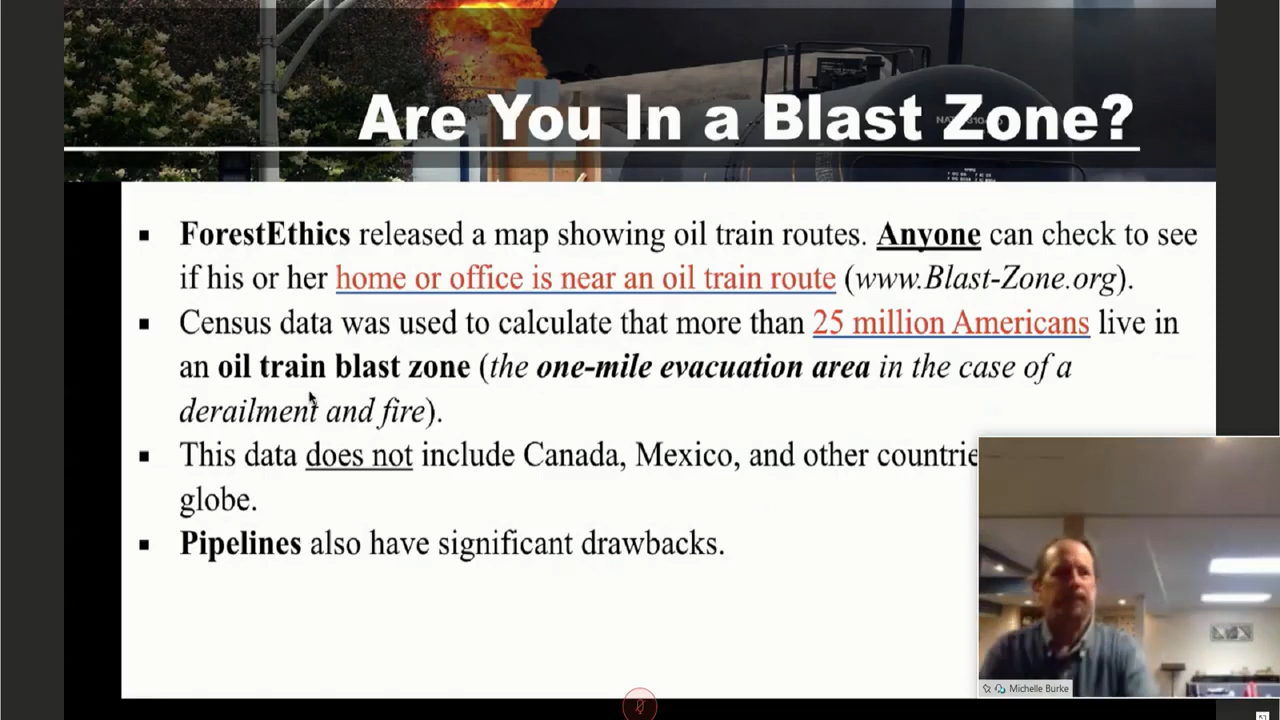 Are You In a Blast Zone?
▪ ForestEthics released a map showing oil train routes. Anyone can check to see
if his or her home or office is near an oil train route (www.Blast-Zone.org).
▪ Census data was used to calculate that more than 25 million Americans live in
an oil train blast zone (the one-mile evacuation area in the case of a
derailment and fire).
▪ This data does not include Canada, Mexico, and other countrie
globe.
▪ Pipelines also have significant drawbacks.
Michelle Burke